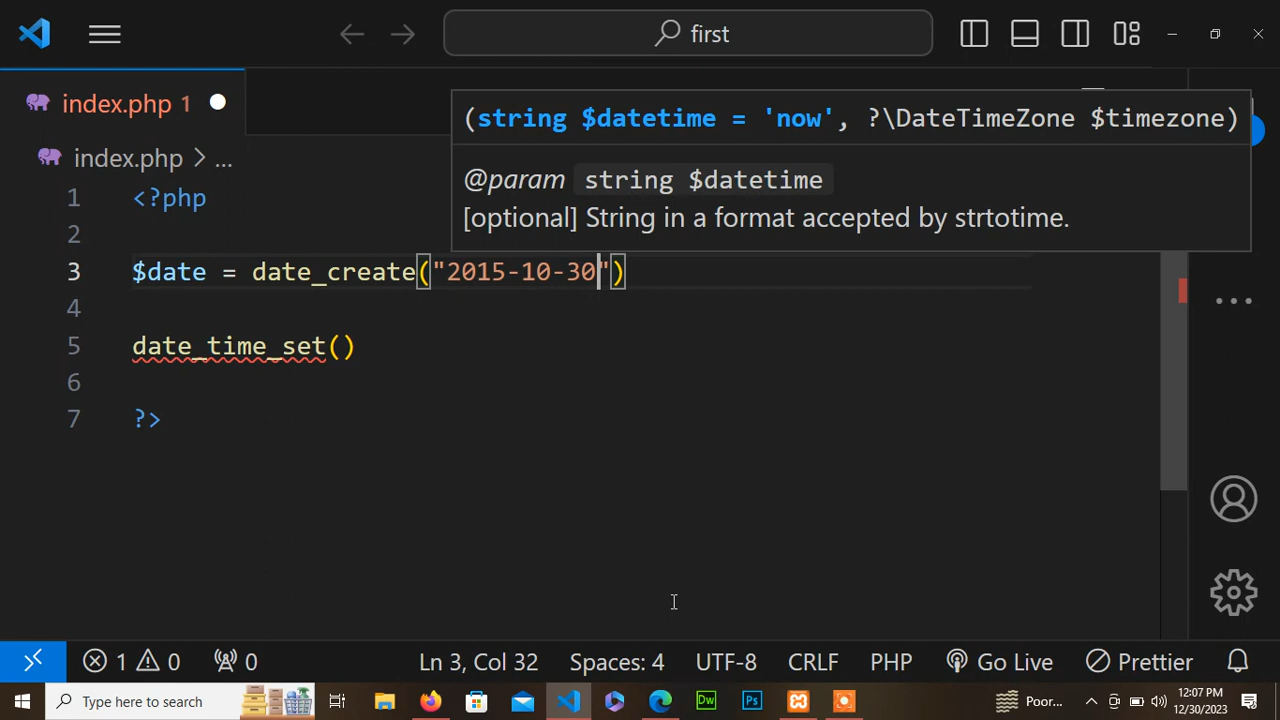 first
index.php 1
(string $datetime = 'now', ?\DateTimeZone $timezone)
@param string $datetime
[optional] String in a format accepted by strtotime.
index.php > ...
1 <?php
2
3 $date = date_create("2015-10-30")
4
5 date_time_set()
6
7 ?>
1 0 0 Ln 3, Col 32 Spaces: 4 UTF-8 CRLF PHP Go Live Prettier
Type here to search Dw Ps Poor... 12:07 PM
12/30/2023